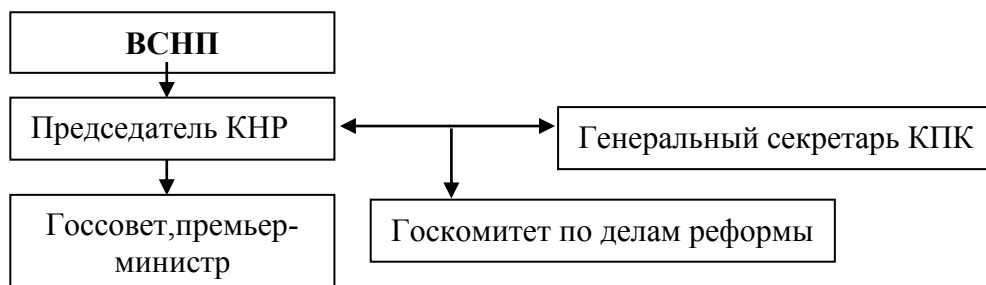 ВСНП
Председатель КНР
Генеральный секретарь КПК
Госсовет,премьер-
министр
Госкомитет по делам реформы